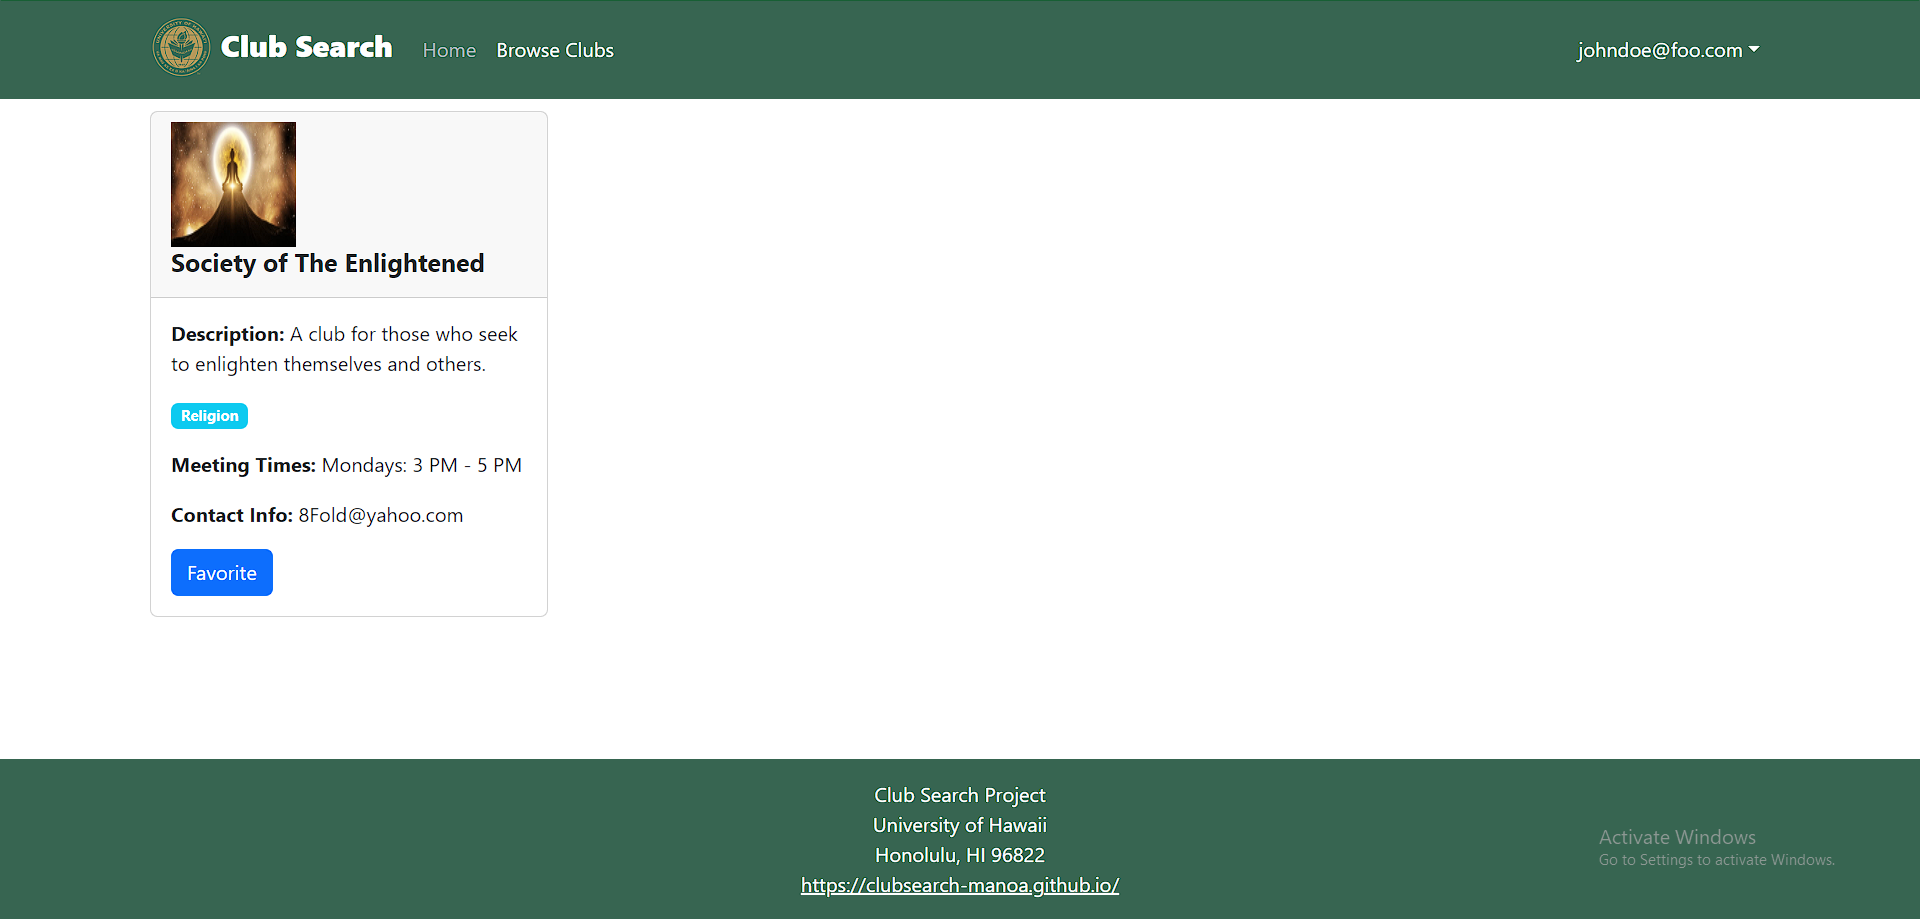 Club Search
Home
Browse Clubs
johndoe@foo.com
Society of The Enlightened
Description: A club for those who seek
to enlighten themselves and others.
Religion
Meeting Times: Mondays: 3 PM - 5 PM
Contact Info: 8Fold@yahoo.com
Favorite
Club Search Project
University of Hawaii
Honolulu, HI 96822
https://clubsearch-manoa.github.io/
Activate Windows
Go to Settings to activate Windows.